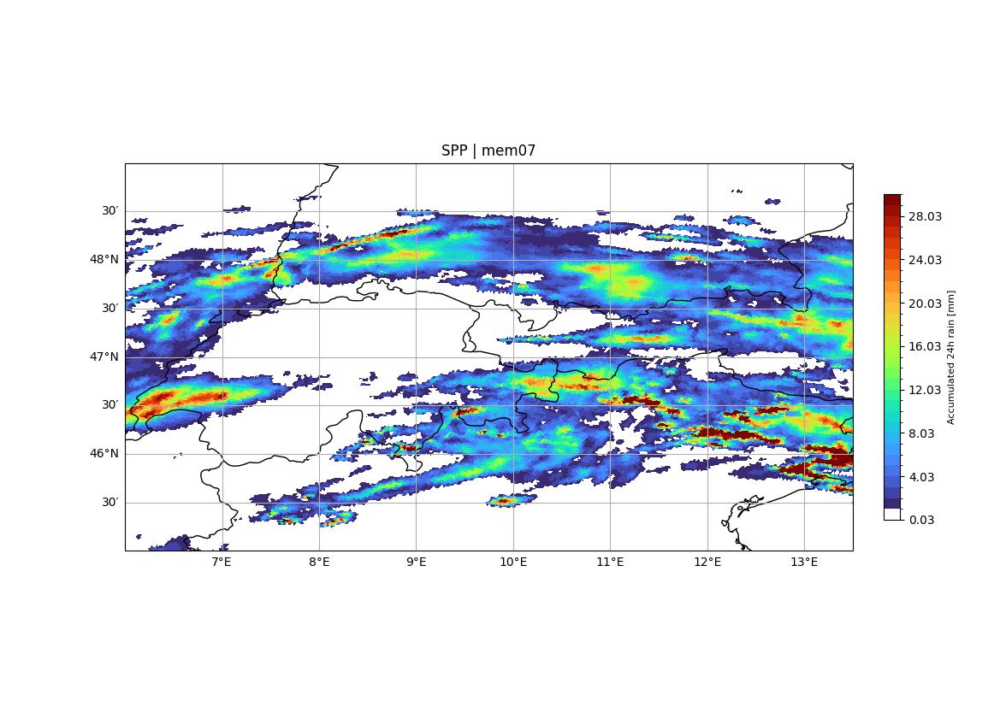 SPP | mem07
30′
48°N
30′
47°N
30′
46°N
30′
7°E 8°E 9°E 10°E 11°E 12°E 13°E
28.03
24.03
20.03
16.03
12.03
8.03
4.03
0.03
Accumulated 24h rain [mm]